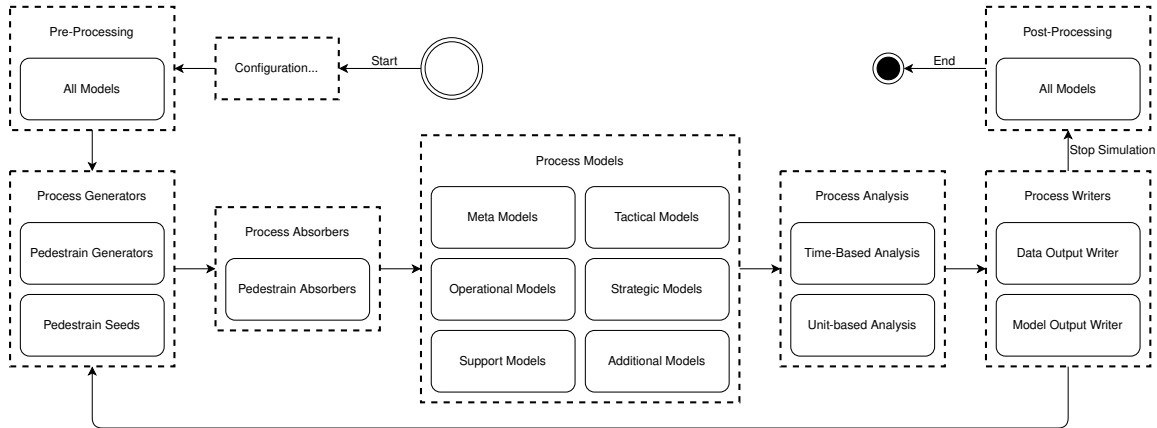 Pre-Processing
All Models
Configuration...
Start
End
Post-Processing
All Models
Stop Simulation
Process Generators
Pedestrain Generators
Pedestrain Seeds
Process Absorbers
Pedestrain Absorbers
Process Models
Meta Models
Tactical Models
Operational Models
Strategic Models
Support Models
Additional Models
Process Analysis
Time-Based Analysis
Unit-based Analysis
Process Writers
Data Output Writer
Model Output Writer